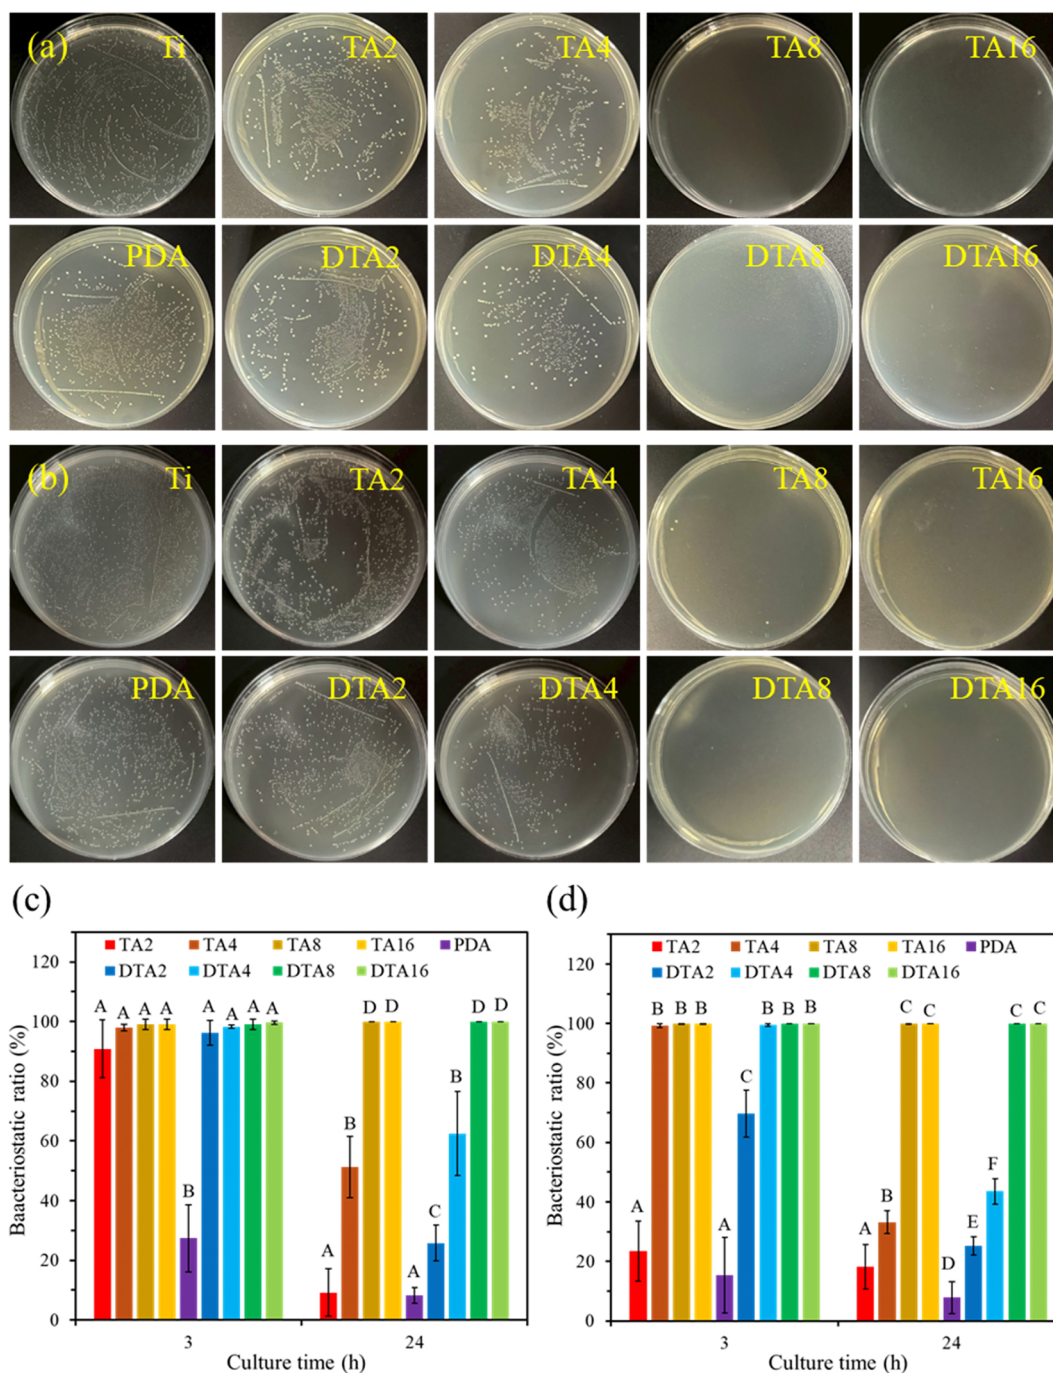 (a) Ti TA2 TA4 TA8 TA16
PDA DTA2 DTA4 DTA8 DTA16
(b) Ti TA2 TA4 TA8 TA16
PDA DTA2 DTA4 DTA8 DTA16
(c)
TA2 TA4 TA8 TA16 PDA
DTA2 DTA4 DTA8 DTA16
120
100
80
60
40
20
0
Baacteriostatic ratio (%)
A A A A B A A A A
A B D D A C B D D
3 24
Culture time (h)
(d)
TA2 TA4 TA8 TA16 PDA
DTA2 DTA4 DTA8 DTA16
120
100
80
60
40
20
0
Bacteriostatic ratio (%)
A B B B A C B B B
A B C C D E F C C
3 24
Culture time (h)